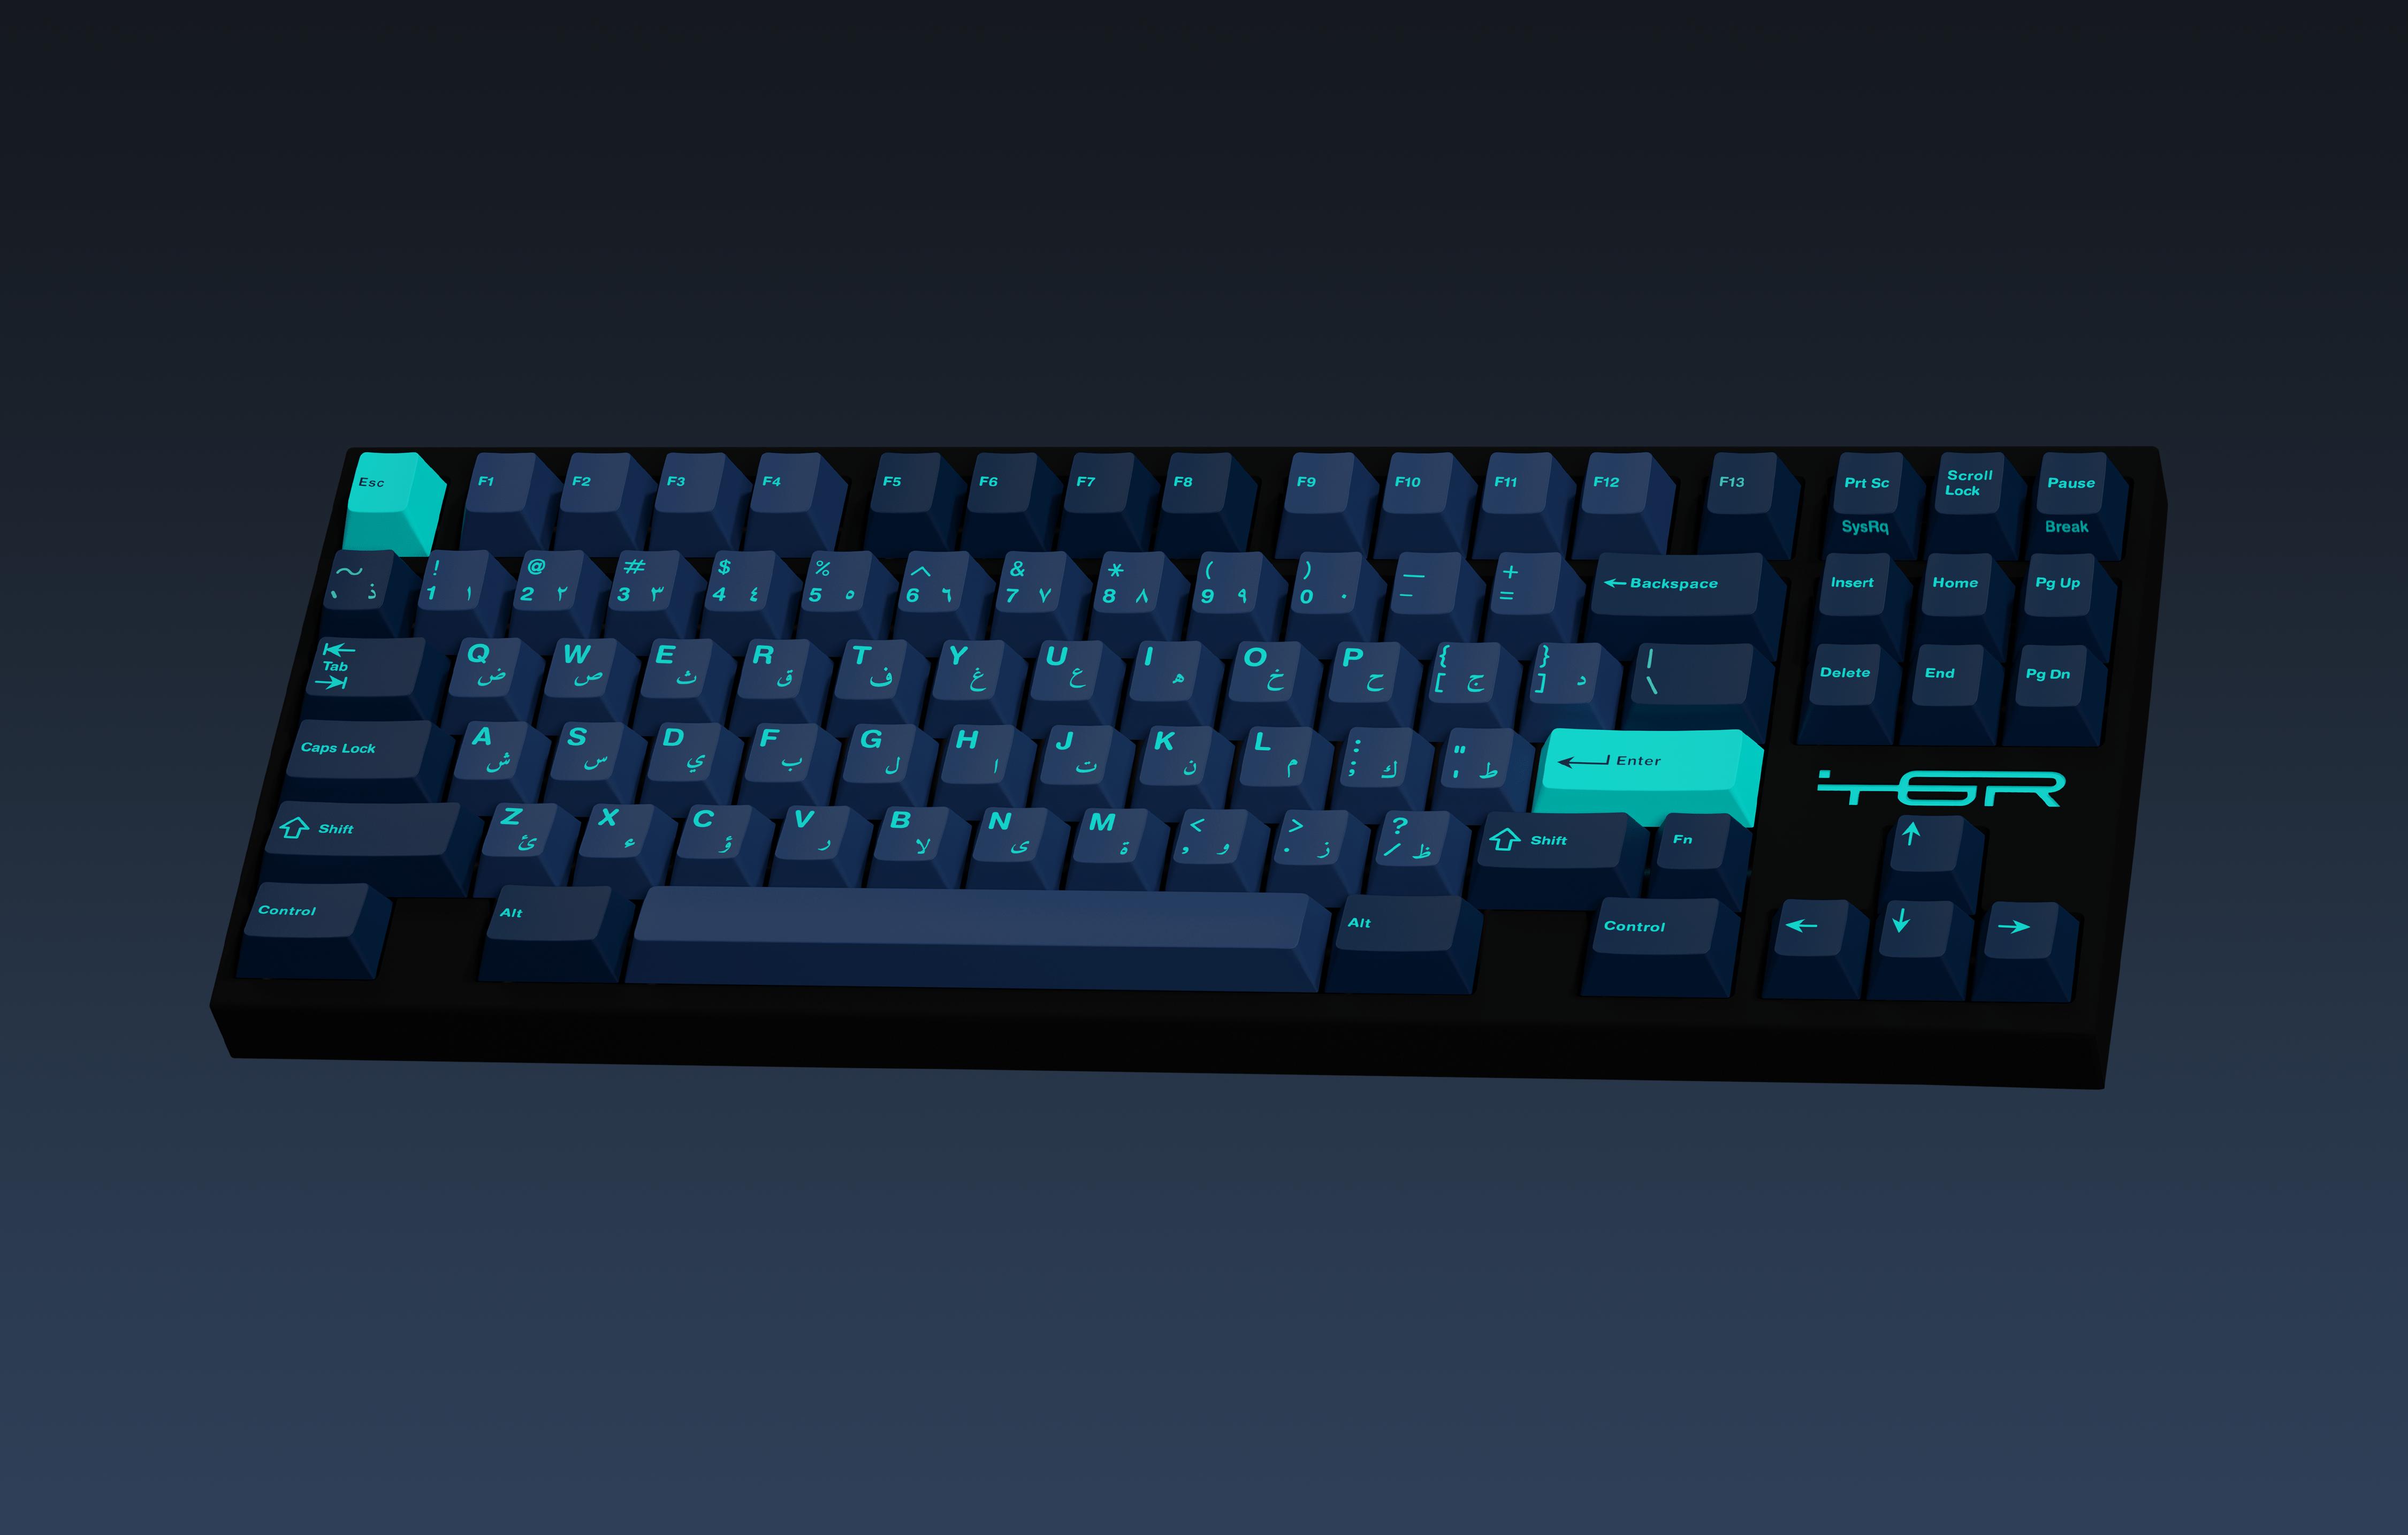 Esc F1 F2 F3 F4 F5 F6 F7 F8 F9 F10 F11 F12 F13 Prt Sc Scroll Lock Pause
SysRq Break
~ ` ذ ! 1 ١ @ 2 ٢ # 3 ٣ $ 4 ٤ % 5 ٥ ^ 6 ٦ & 7 ٧ * 8 ٨ ( 9 ٩ ) 0 ٠ _ - + = ← Backspace Insert Home Pg Up
Tab Q ض W ص E ث R ق T ف Y غ U ع I ه O خ P ح { [ ج } ] د | \ Delete End Pg Dn
Caps Lock A ش S س D ي F ب G ل H ا J ت K ن L م : ; ك " ' ط Enter
TGR
Shift Z ئ X ء C ؤ V ر B لا N ى M ة < , و > . ز ? / ظ Shift Fn ↑
Control Alt Alt Control ← ↓ →